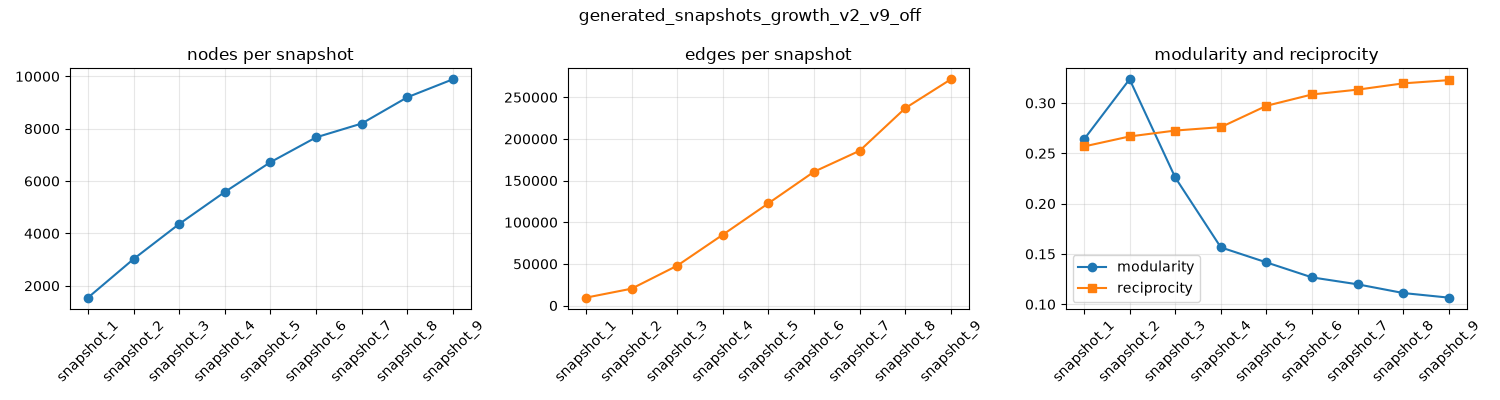 generated_snapshots_growth_v2_v9_off
nodes per snapshot
10000
8000
6000
4000
2000
snapshot_1
snapshot_2
snapshot_3
snapshot_4
snapshot_5
snapshot_6
snapshot_7
snapshot_8
snapshot_9
edges per snapshot
250000
200000
150000
100000
50000
0
snapshot_1
snapshot_2
snapshot_3
snapshot_4
snapshot_5
snapshot_6
snapshot_7
snapshot_8
snapshot_9
modularity and reciprocity
0.30
0.25
0.20
0.15
0.10
modularity
reciprocity
snapshot_1
snapshot_2
snapshot_3
snapshot_4
snapshot_5
snapshot_6
snapshot_7
snapshot_8
snapshot_9